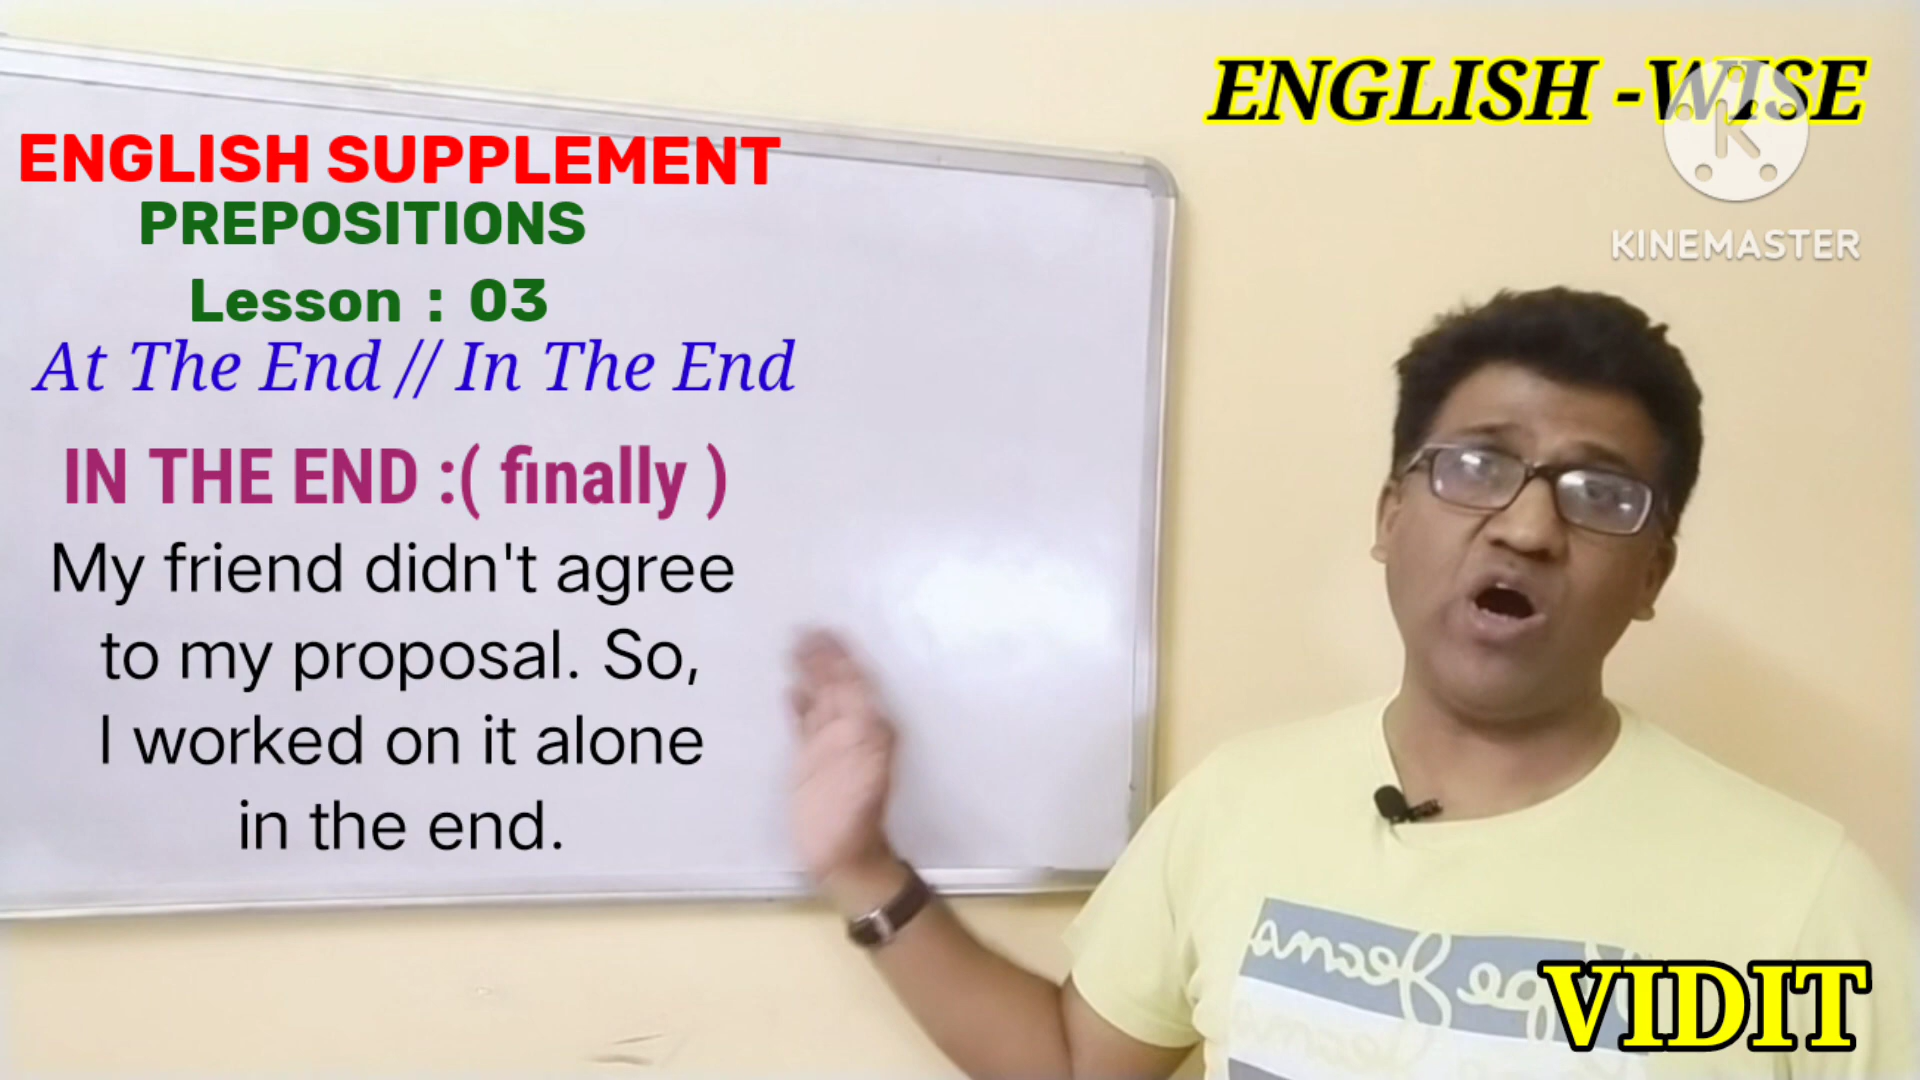 ENGLISH -WISE
K
KINEMASTER
ENGLISH SUPPLEMENT
PREPOSITIONS
Lesson : 03
At The End // In The End
IN THE END :( finally )
My friend didn't agree
to my proposal. So,
I worked on it alone
in the end.
VIDIT